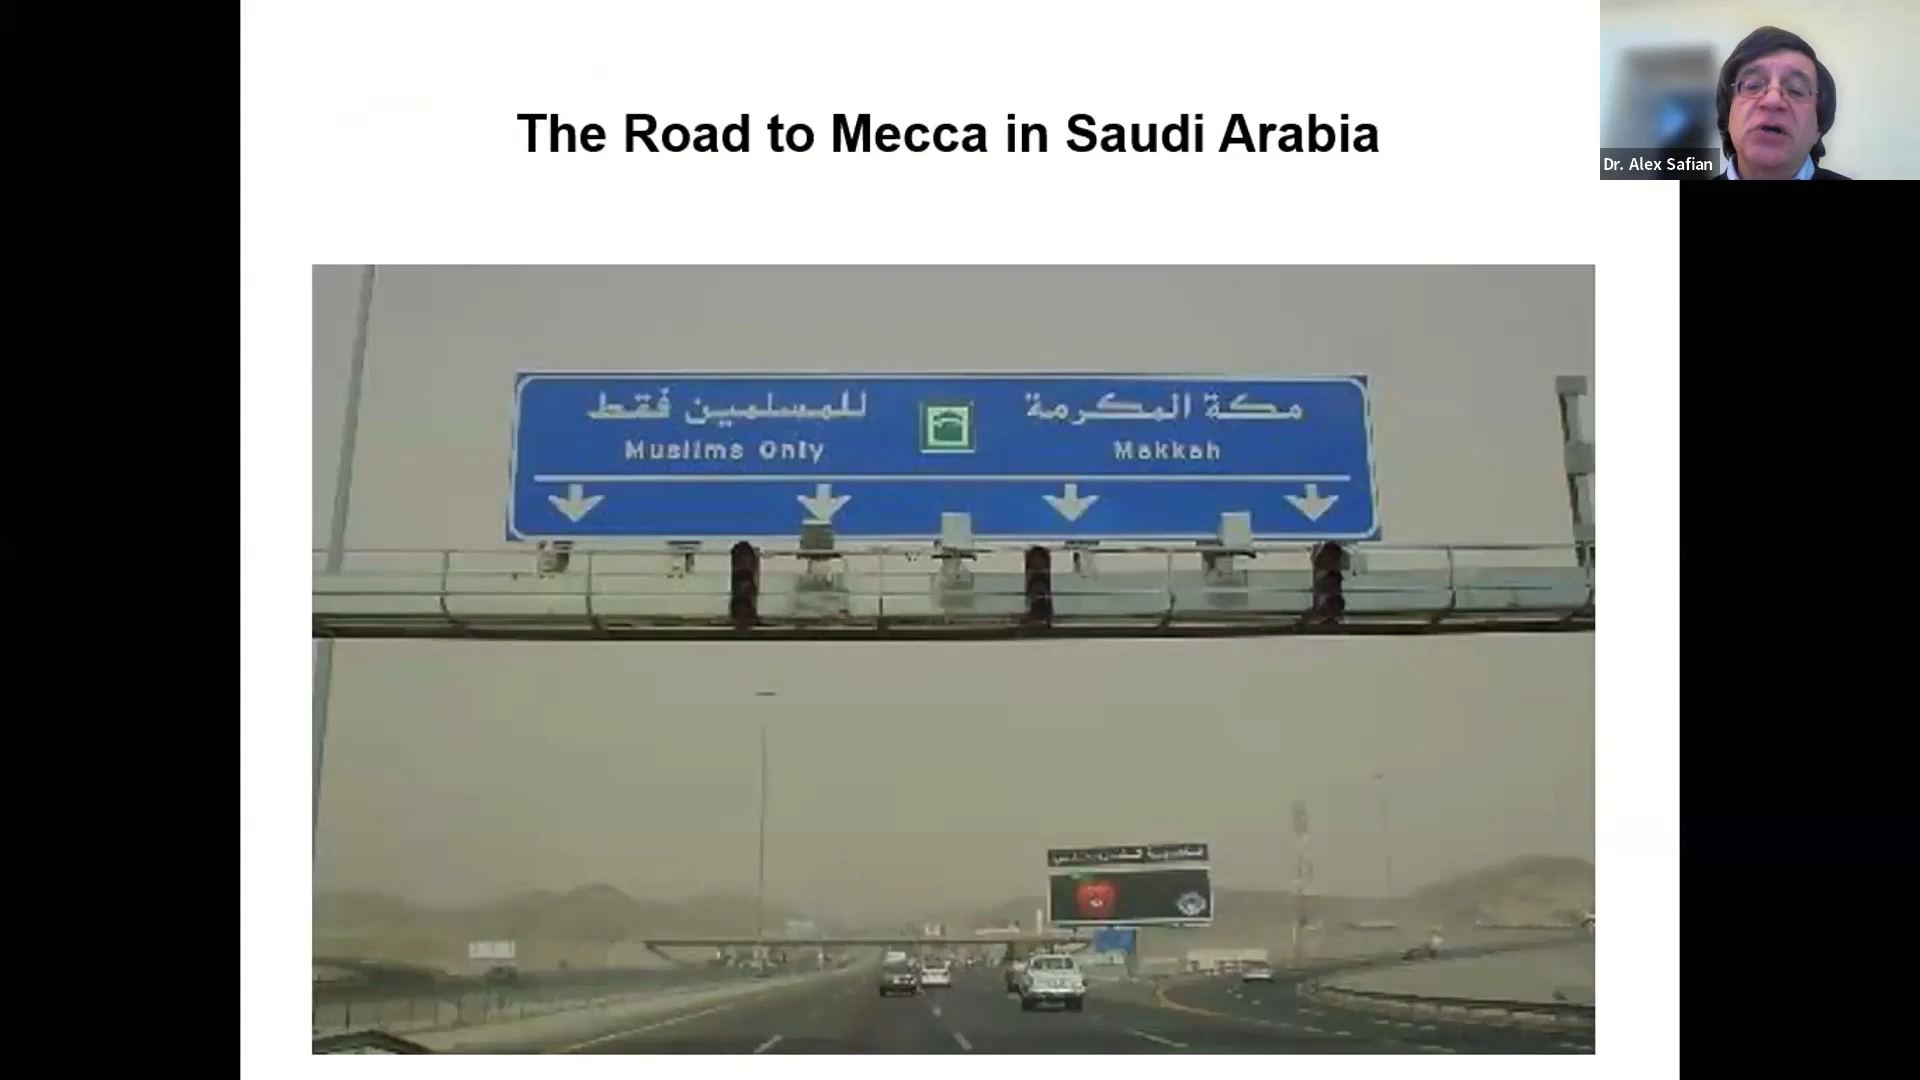 The Road to Mecca in Saudi Arabia
Dr. Alex Safian
مكة المكرمة
للمسلمين فقط
Makkah
Muslims Only